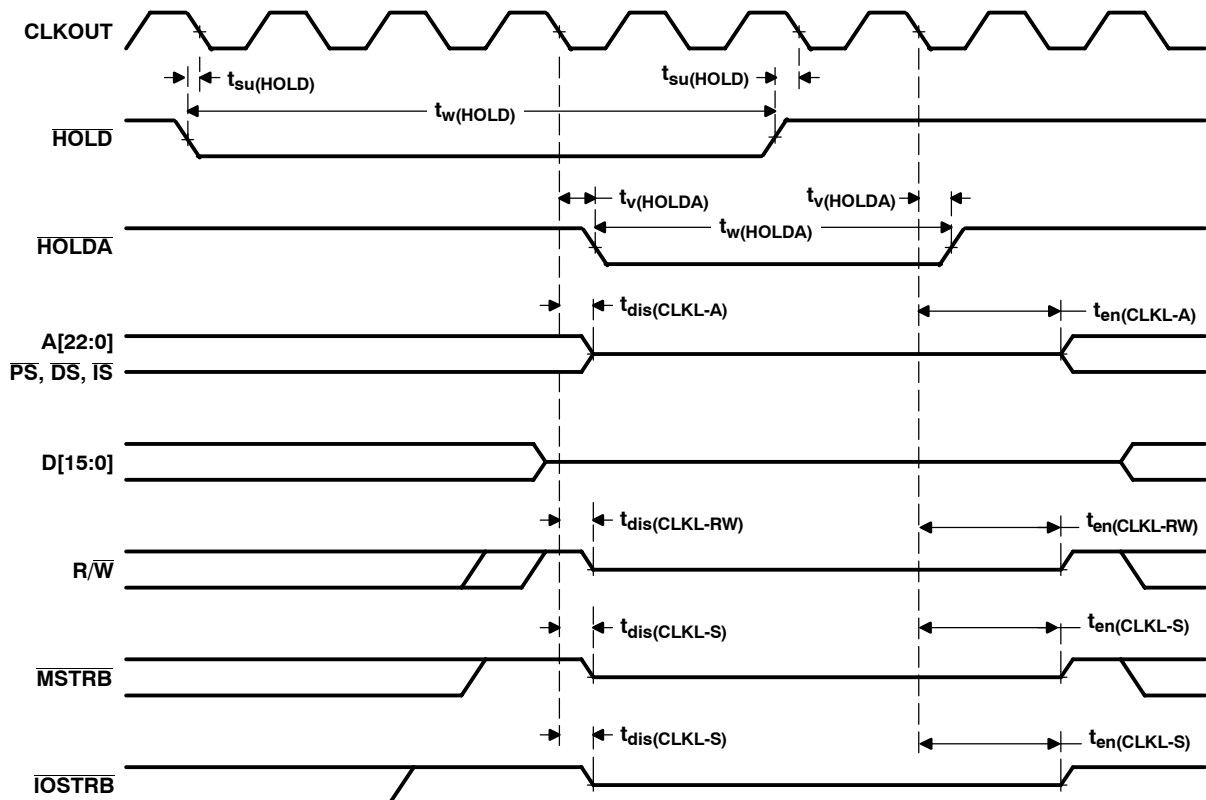 CLKOUT
tsu(HOLD)
tsu(HOLD)
tw(HOLD)
HOLD
tv(HOLDA)
tv(HOLDA)
tw(HOLDA)
HOLDA
tdis(CLKL-A)
ten(CLKL-A)
A[22:0]
PS, DS, IS
D[15:0]
tdis(CLKL-RW)
ten(CLKL-RW)
R/W
tdis(CLKL-S)
ten(CLKL-S)
MSTRB
tdis(CLKL-S)
ten(CLKL-S)
IOSTRB